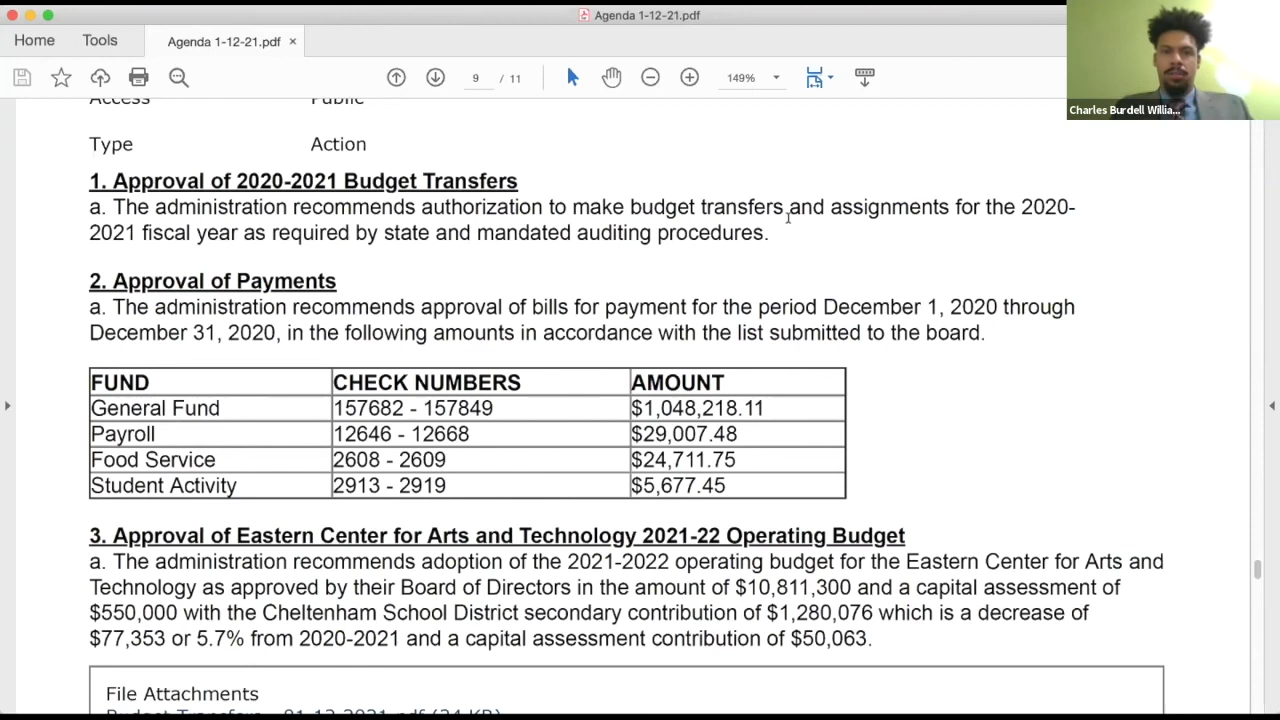 Agenda 1-12-21.pdf
Home Tools Agenda 1-12-21.pdf ×
9 / 11 149%
Charles Burdell Willia...
Access Public
Type Action
1. Approval of 2020-2021 Budget Transfers
a. The administration recommends authorization to make budget transfers and assignments for the 2020-
2021 fiscal year as required by state and mandated auditing procedures.
2. Approval of Payments
a. The administration recommends approval of bills for payment for the period December 1, 2020 through
December 31, 2020, in the following amounts in accordance with the list submitted to the board.
FUND CHECK NUMBERS AMOUNT
General Fund 157682 - 157849 $1,048,218.11
Payroll 12646 - 12668 $29,007.48
Food Service 2608 - 2609 $24,711.75
Student Activity 2913 - 2919 $5,677.45
3. Approval of Eastern Center for Arts and Technology 2021-22 Operating Budget
a. The administration recommends adoption of the 2021-2022 operating budget for the Eastern Center for Arts and
Technology as approved by their Board of Directors in the amount of $10,811,300 and a capital assessment of
$550,000 with the Cheltenham School District secondary contribution of $1,280,076 which is a decrease of
$77,353 or 5.7% from 2020-2021 and a capital assessment contribution of $50,063.
File Attachments